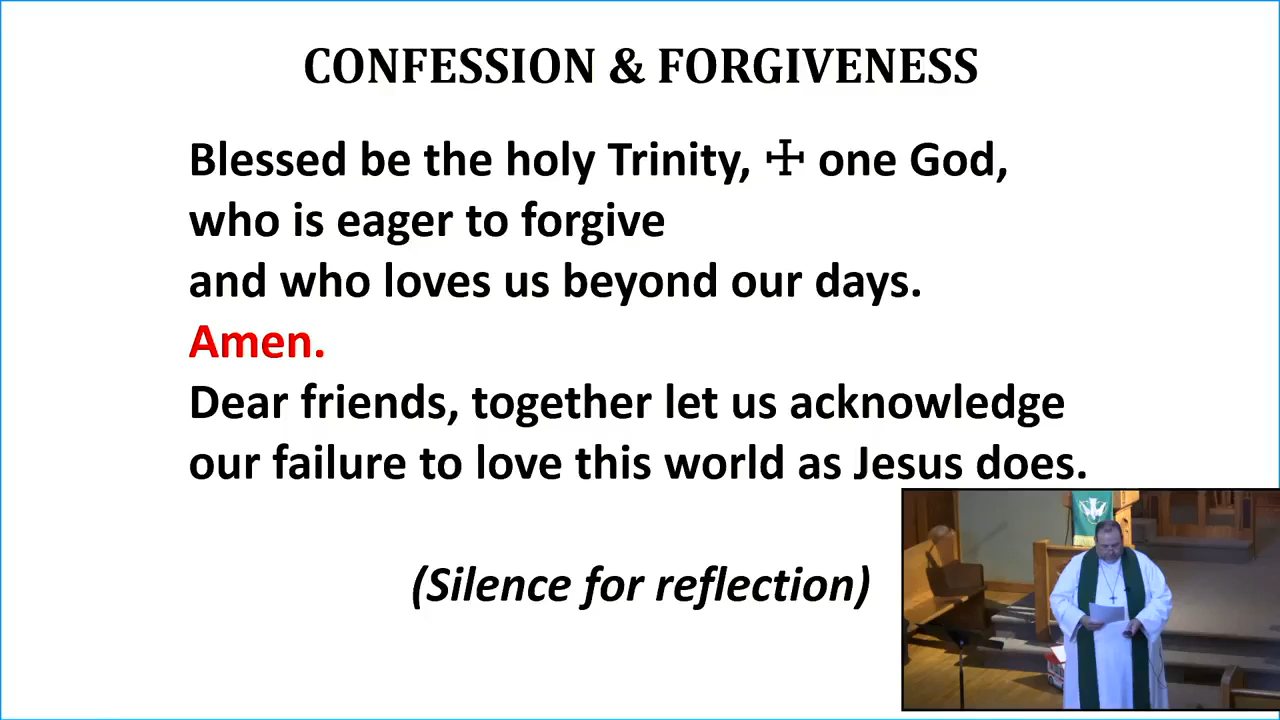 CONFESSION & FORGIVENESS
Blessed be the holy Trinity, ☩ one God,
who is eager to forgive
and who loves us beyond our days.
Amen.
Dear friends, together let us acknowledge
our failure to love this world as Jesus does.
(Silence for reflection)